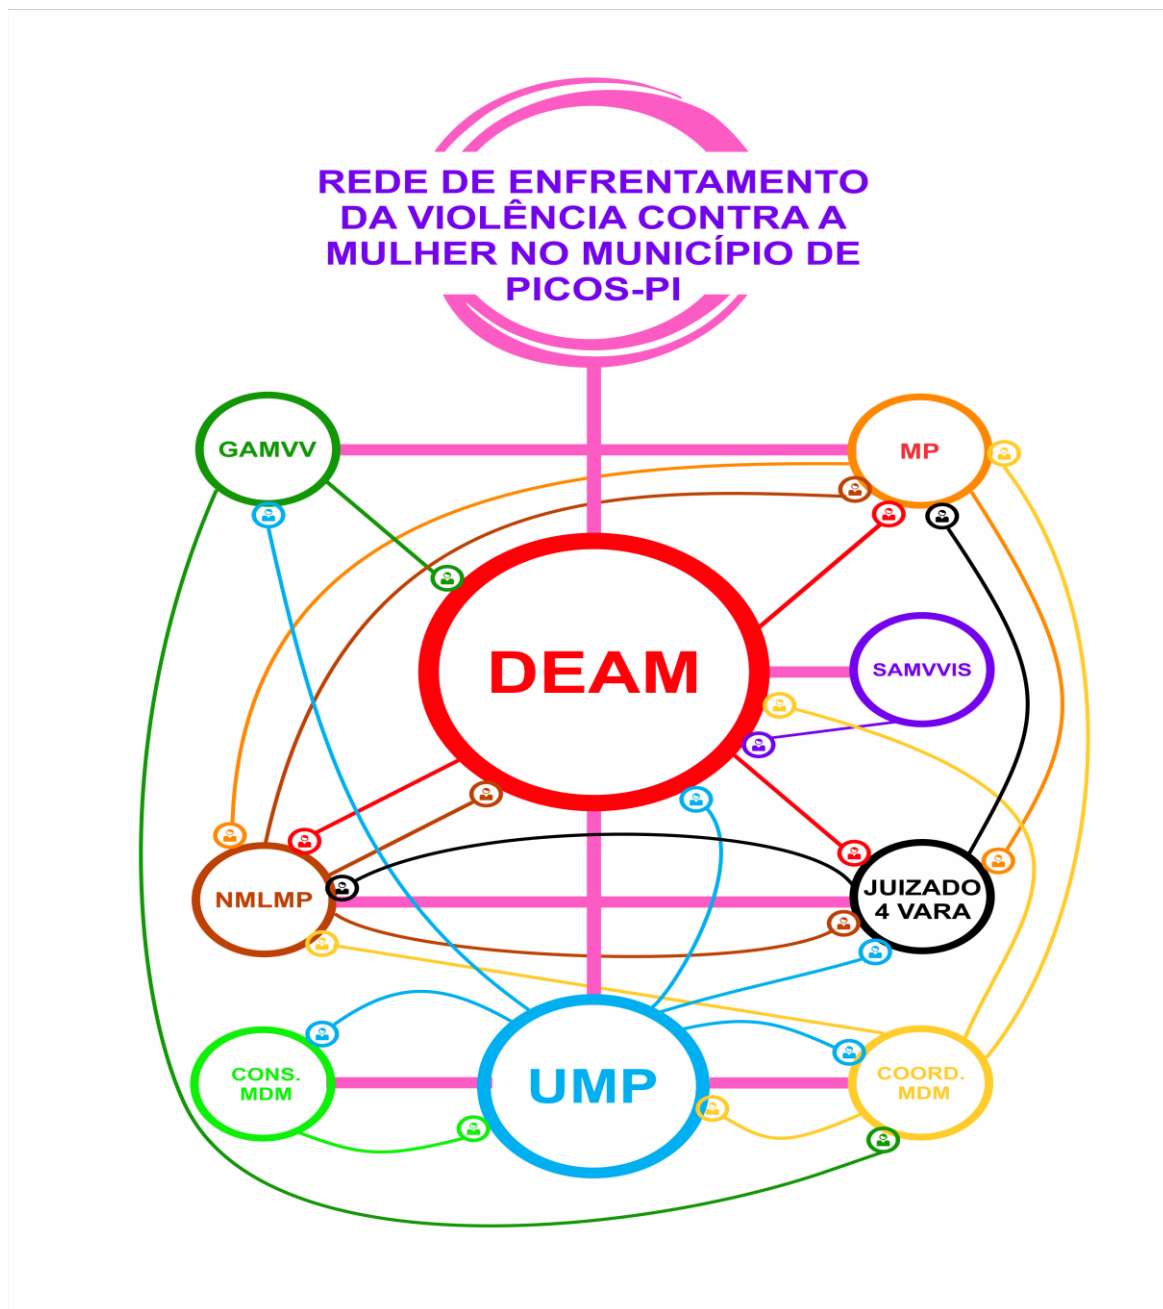 REDE DE ENFRENTAMENTO
DA VIOLÊNCIA CONTRA A
MULHER NO MUNICÍPIO DE
PICOS-PI
GAMVV
MP
DEAM
SAMVVIS
NMLMP
JUIZADO
4 VARA
CONS.
MDM
UMP
COORD.
MDM